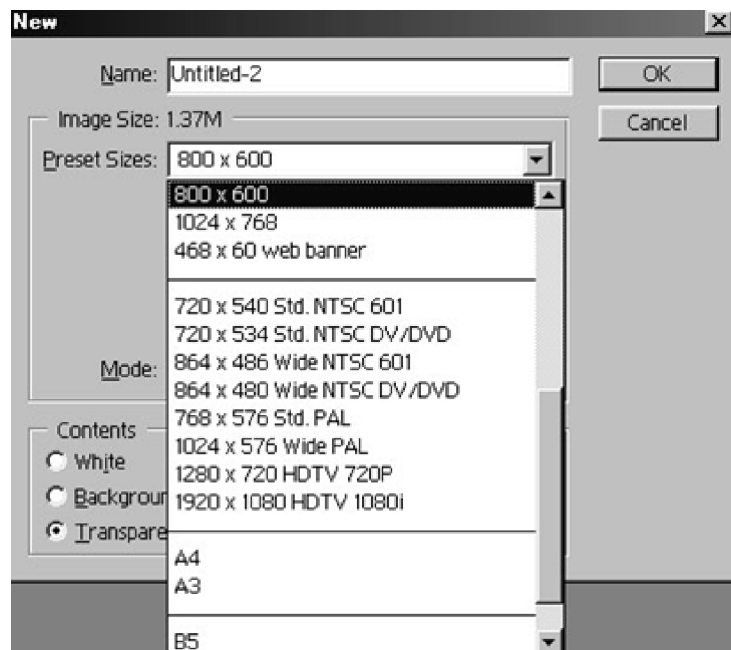 New
Name: Untitled-2
OK
Image Size: 1.37M
Cancel
Preset Sizes: 800 x 600
800 x 600
1024 x 768
468 x 60 web banner
720 x 540 Std. NTSC 601
720 x 534 Std. NTSC DV/DVD
Mode: 864 x 486 Wide NTSC 601
864 x 480 Wide NTSC DV/DVD
768 x 576 Std. PAL
Contents
1024 x 576 Wide PAL
White
1280 x 720 HDTV 720P
Backgrour
1920 x 1080 HDTV 1080i
Transpare
A4
A3
B5